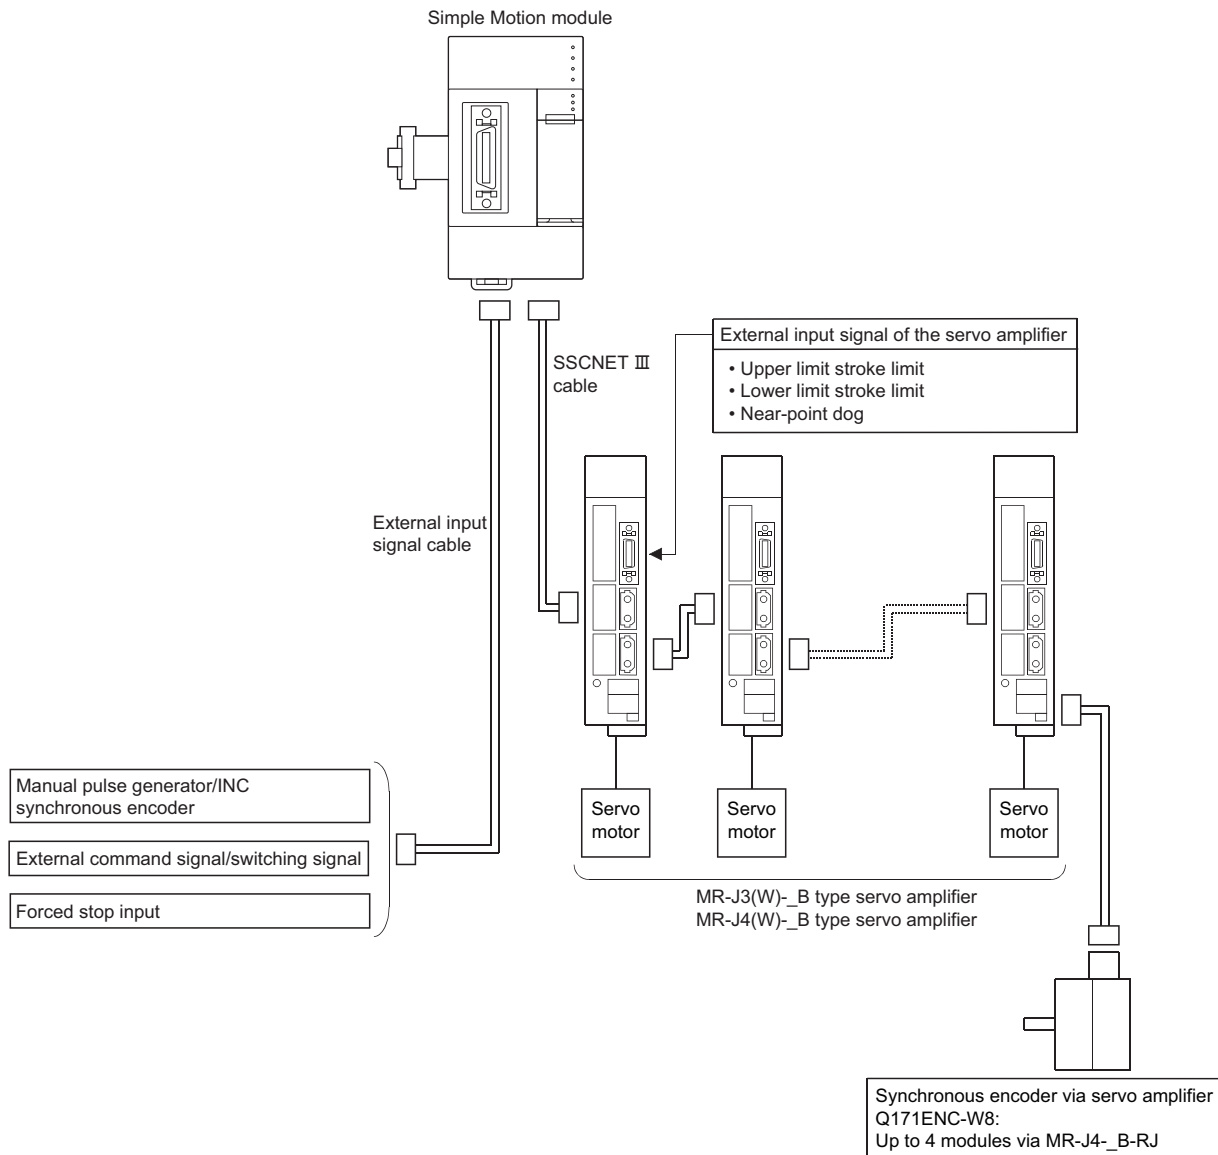 Simple Motion module
SSCNET Ⅲ
cable
External input signal of the servo amplifier
• Upper limit stroke limit
• Lower limit stroke limit
• Near-point dog
External input
signal cable
Manual pulse generator/INC
synchronous encoder
External command signal/switching signal
Forced stop input
Servo
motor
Servo
motor
Servo
motor
MR-J3(W)-_B type servo amplifier
MR-J4(W)-_B type servo amplifier
Synchronous encoder via servo amplifier
Q171ENC-W8:
Up to 4 modules via MR-J4-_B-RJ